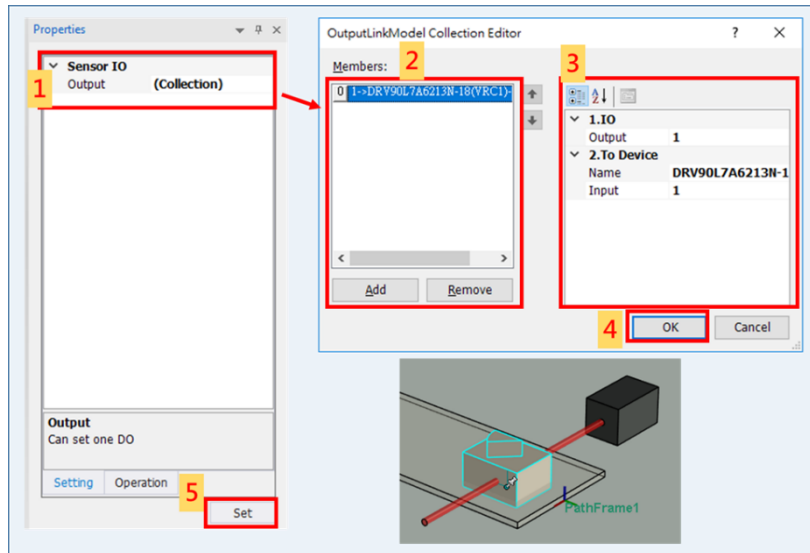 Properties
1
Sensor IO
Output (Collection)
Output
Can set one DO
Setting Operation
5
Set
OutputLinkModel Collection Editor
?
2
Members:
0 1->DRV90L7A6213N-18(VRC1)-
Add Remove
3
1.IO
Output 1
2.To Device
Name DRV90L7A6213N-1
Input 1
4
OK Cancel
PathFrame1